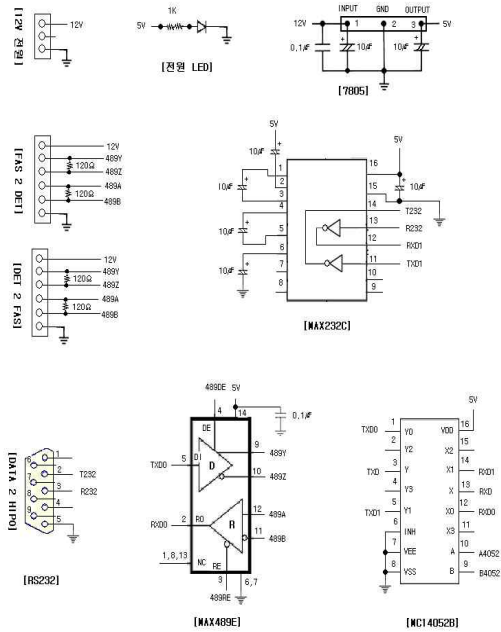 [12V 전원]
12V
5V
1K
[전원 LED]
INPUT GND OUTPUT
12V 1 2 3 5V
0.1㎌ 10㎌ 10㎌
[7805]
[FAS 2 DET]
12V
489Y
120Ω
489Z
489A
120Ω
489B
[DET 2 FAS]
12V
489Y
120Ω
489Z
489A
120Ω
489B
5V
10㎌
10㎌
10㎌
10㎌
1
2
3
4
5
6
7
8
5V
16
15
10㎌
14 T232
13 R232
12 RXD1
11 TXD1
10
9
[MAX232C]
[DATA 2 HIPO]
1
6
2 T232
7
3 R232
8
4
9
5
[RS232]
489DE 5V
4 14
0.1㎌
DE
TXD0 5 DI
D
9 489Y
10 489Z
RXD0 2 RO
R
12 489A
11 489B
1,8,13 NC
RE
3 6,7
489RE
[MAX489E]
5V
TXD0 1 Y0 VDD 16
2 Y2 X2 15
TXD 3 Y X1 14 RXD1
4 Y3 X 13 RXD
TXD1 5 Y1 X0 12 RXD0
6 INH X3 11
7 VEE A 10 A4052
8 VSS B 9 B4052
[MC14052B]